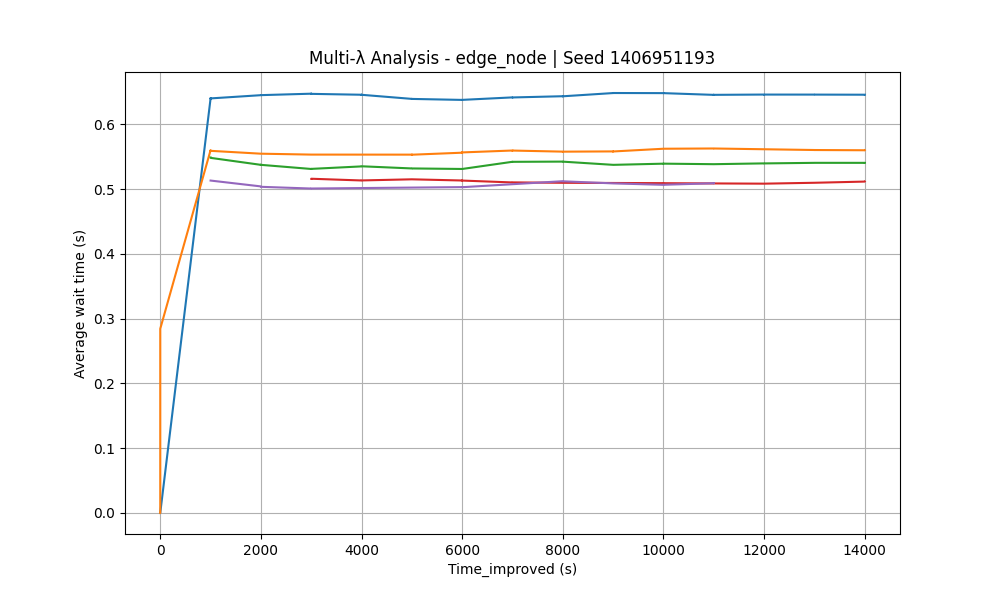 Multi-λ Analysis - edge_node | Seed 1406951193
Average wait time (s)
0.6
0.5
0.4
0.3
0.2
0.1
0.0
0 2000 4000 6000 8000 10000 12000 14000
Time_improved (s)